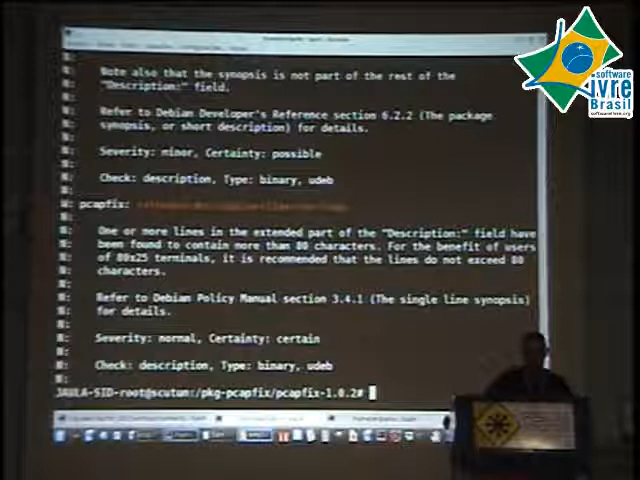 software
livre
Brasil
softwarelivre.org
N: Note also that the synopsis is not part of the rest of the
N: "Description:" field.
N:
N: Refer to Debian Developer's Reference section 6.2.2 (The package
N: synopsis, or short description) for details.
N:
N: Severity: minor, Certainty: possible
N:
N: Check: description, Type: binary, udeb
N:
W: pcapfix:
N:
N: One or more lines in the extended part of the "Description:" field have
N: been found to contain more than 80 characters. For the benefit of users
N: of 80x25 terminals, it is recommended that the lines do not exceed 80
N: characters.
N:
N: Refer to Debian Policy Manual section 3.4.1 (The single line synopsis)
N: for details.
N:
N: Severity: normal, Certainty: certain
N:
N: Check: description, Type: binary, udeb
N:
JAULA-SID-root@scutum:/pkg-pcapfix/pcapfix-1.0.2#